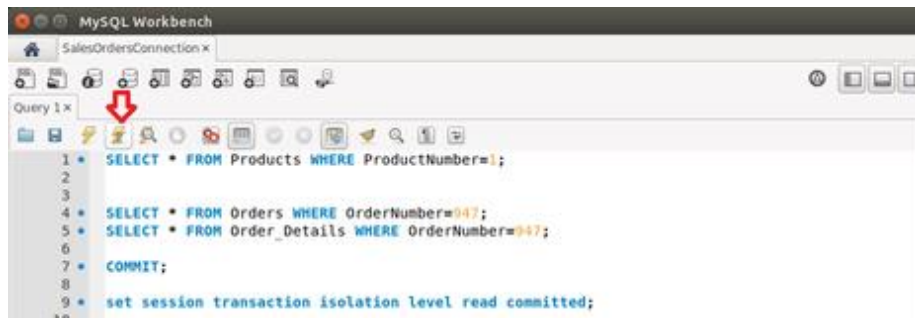 MySQL Workbench
SalesOrdersConnection ×
Query 1 ×
1 SELECT * FROM Products WHERE ProductNumber=1;
2
3
4 SELECT * FROM Orders WHERE OrderNumber=947;
5 SELECT * FROM Order_Details WHERE OrderNumber=947;
6
7 COMMIT;
8
9 set session transaction isolation level read committed;
10